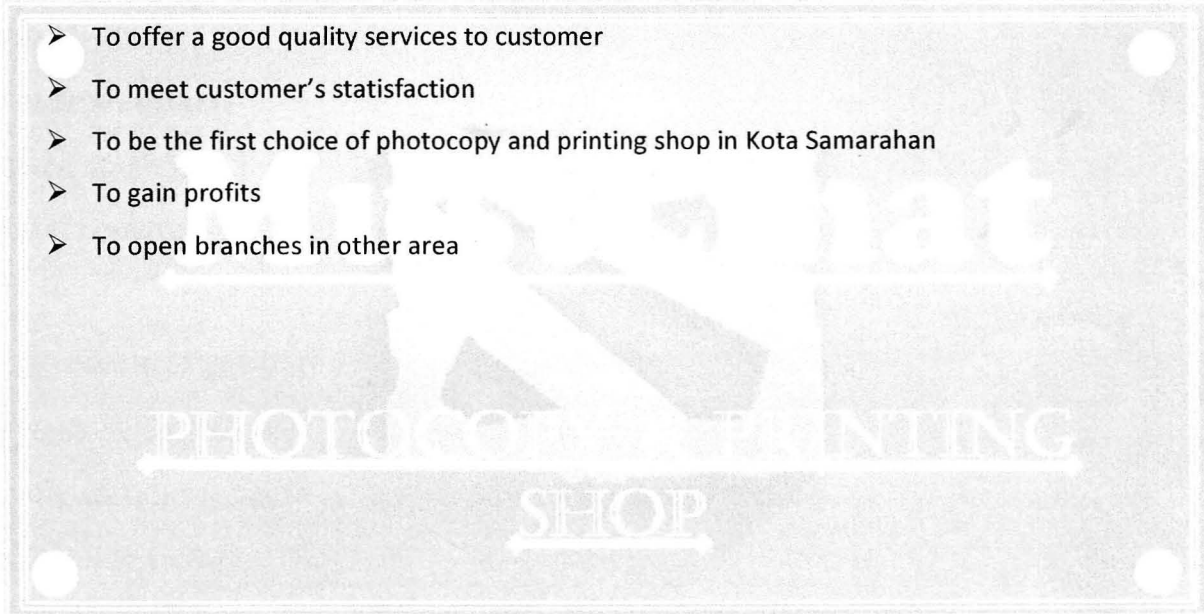 ➤ To offer a good quality services to customer
➤ To meet customer's statisfaction
➤ To be the first choice of photocopy and printing shop in Kota Samarahan
➤ To gain profits
➤ To open branches in other area
PHOTOCOPY & PRINTING
SHOP